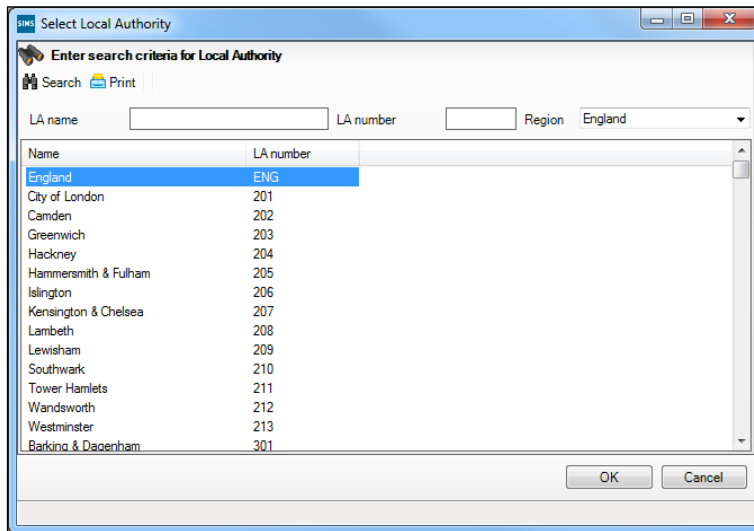 SIMS Select Local Authority
Enter search criteria for Local Authority
Search Print
LA name LA number Region England
Name LA number
England ENG
City of London 201
Camden 202
Greenwich 203
Hackney 204
Hammersmith & Fulham 205
Islington 206
Kensington & Chelsea 207
Lambeth 208
Lewisham 209
Southwark 210
Tower Hamlets 211
Wandsworth 212
Westminster 213
Barking & Dagenham 301
OK Cancel